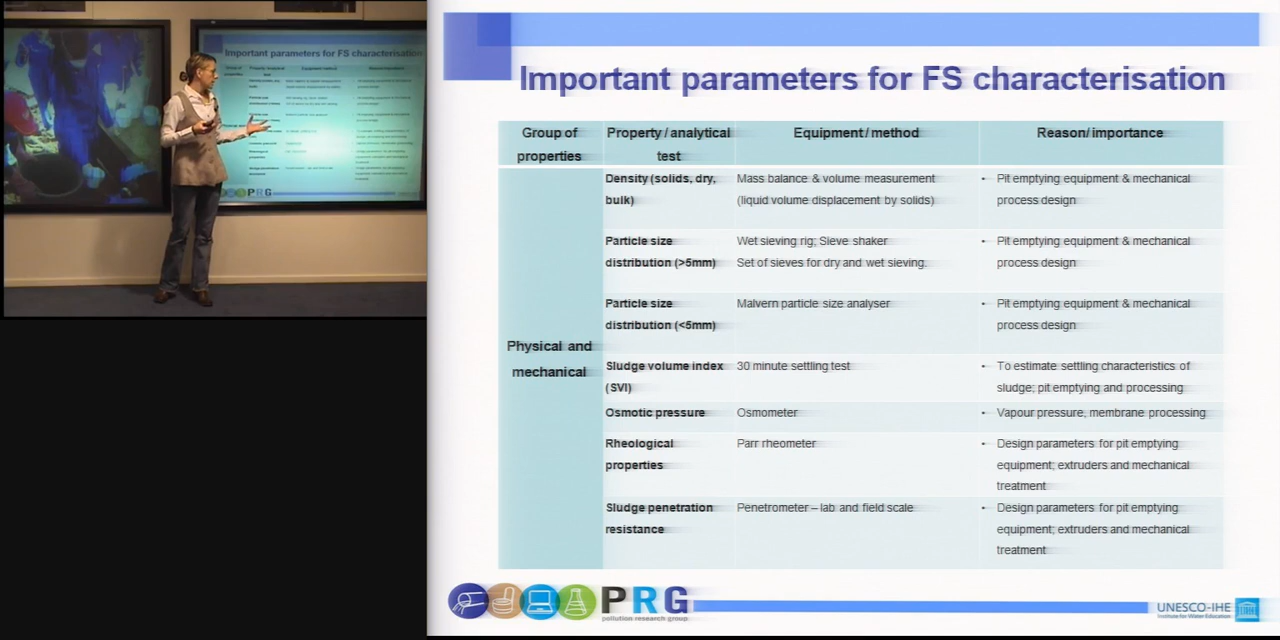 Important parameters for FS characterisation
Important parameters for FS characterisation
Group of
properties
Property / analytical
test
Equipment / method
Reason/ importance
Physical and
mechanical
Density (solids, dry,
bulk)
Mass balance & volume measurement
(liquid volume displacement by solids)
• Pit emptying equipment & mechanical
process design
Particle size
distribution (>5mm)
Wet sieving rig; Sieve shaker
Set of sieves for dry and wet sieving.
• Pit emptying equipment & mechanical
process design
Particle size
distribution (<5mm)
Malvern particle size analyser
• Pit emptying equipment & mechanical
process design
Sludge volume index
(SVI)
30 minute settling test
• To estimate settling characteristics of
sludge; pit emptying and processing
Osmotic pressure
Osmometer
• Vapour pressure, membrane processing
Rheological
properties
Parr rheometer
• Design parameters for pit emptying
equipment; extruders and mechanical
treatment
Sludge penetration
resistance
Penetrometer – lab and field scale
• Design parameters for pit emptying
equipment; extruders and mechanical
treatment
PRG
pollution research group
UNESCO-IHE
Institute for Water Education